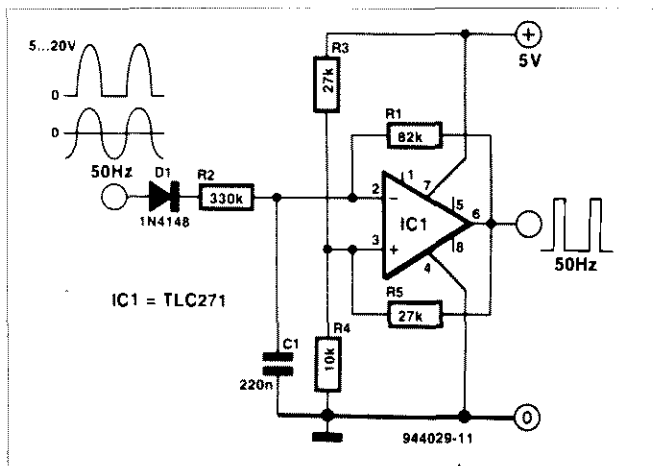 5...20V
0
0
50Hz
D1
1N4148
R2
330k
R3
27k
+
5V
R1
82k
1
7
2
−
5
IC1
6
3
+
8
4
50Hz
R5
27k
IC1 = TLC271
R4
10k
C1
220n
0
944029-11